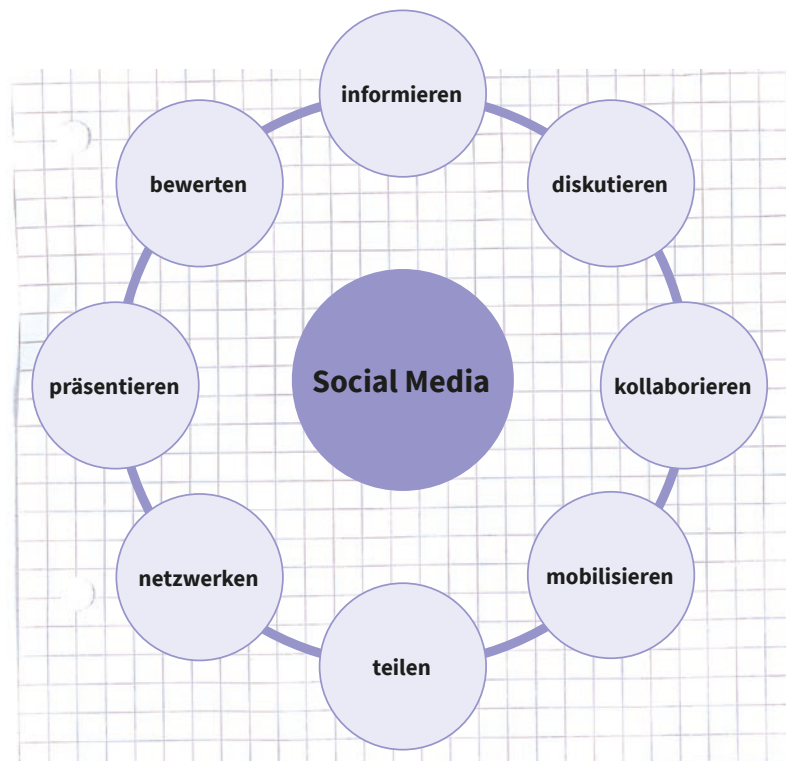 informieren
diskutieren
kollaborieren
mobilisieren
teilen
netzwerken
präsentieren
bewerten
Social Media